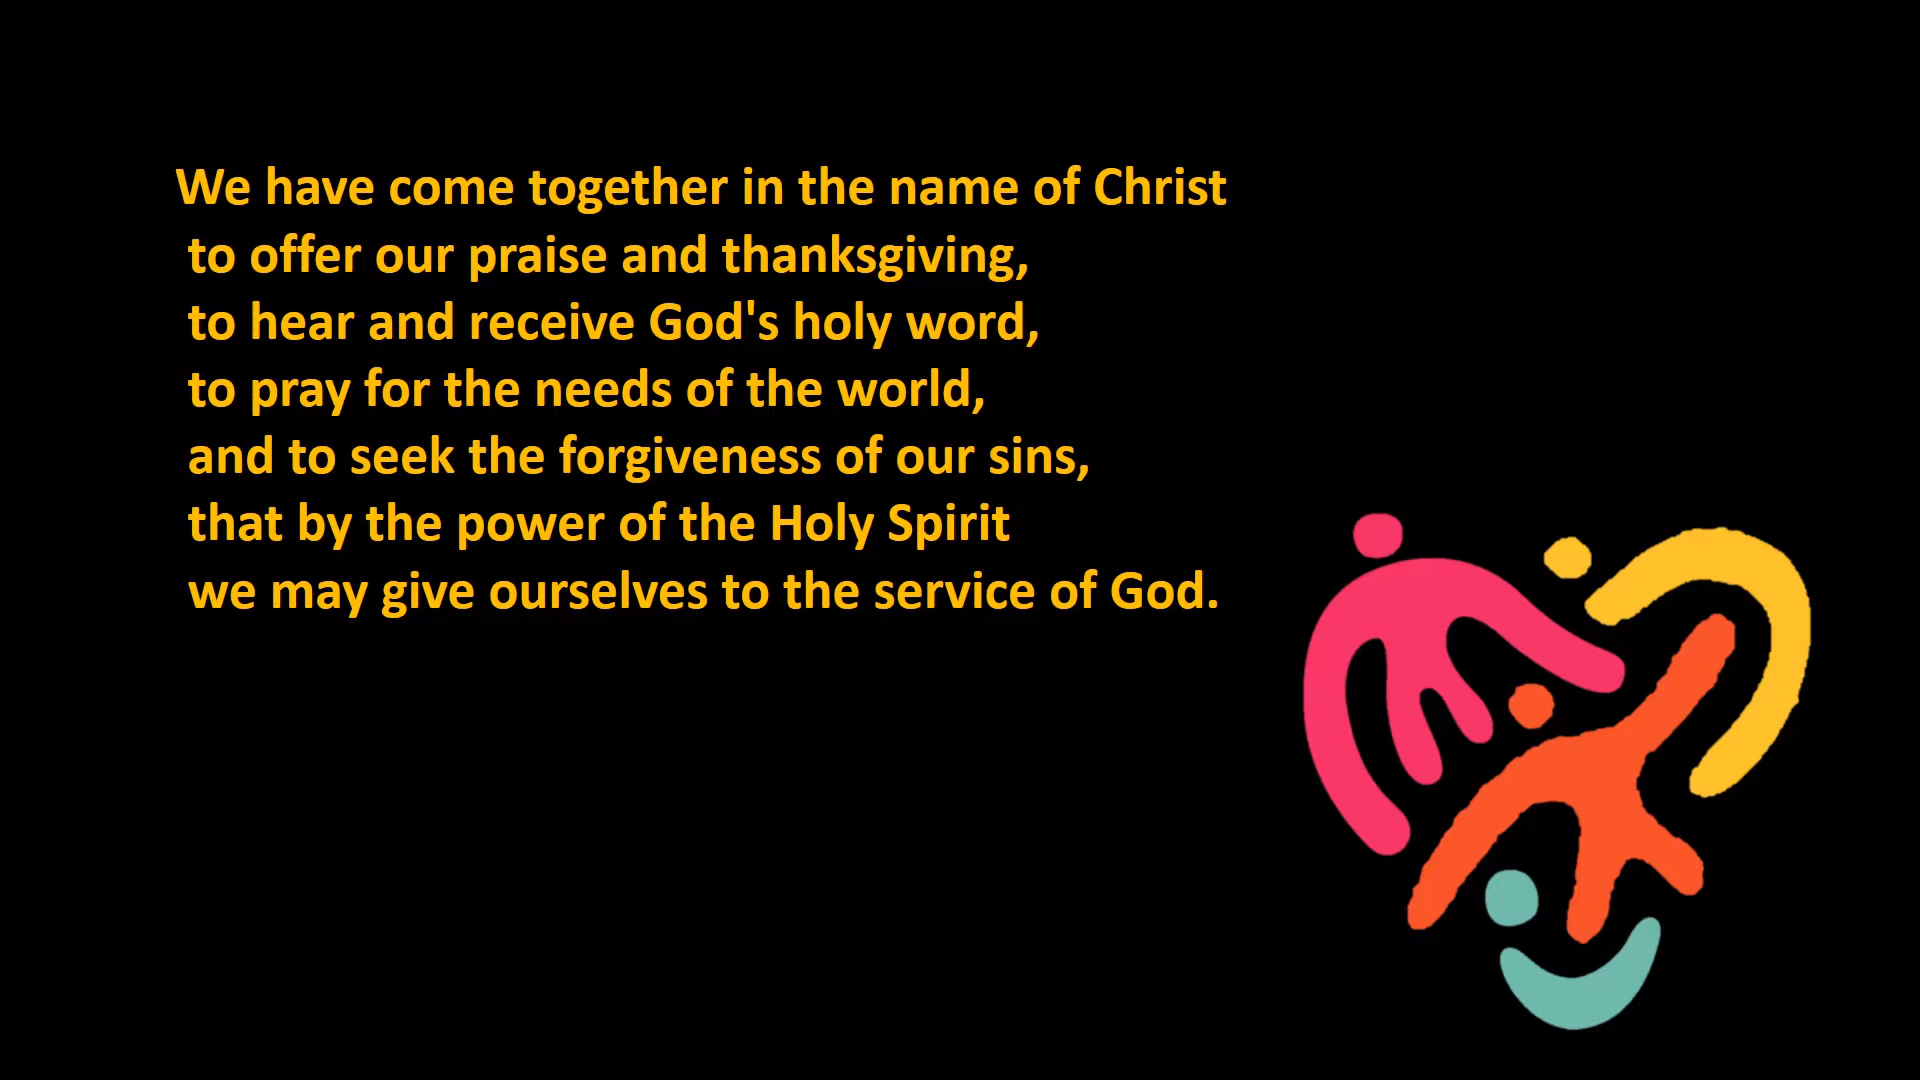 We have come together in the name of Christ
to offer our praise and thanksgiving,
to hear and receive God's holy word,
to pray for the needs of the world,
and to seek the forgiveness of our sins,
that by the power of the Holy Spirit
we may give ourselves to the service of God.